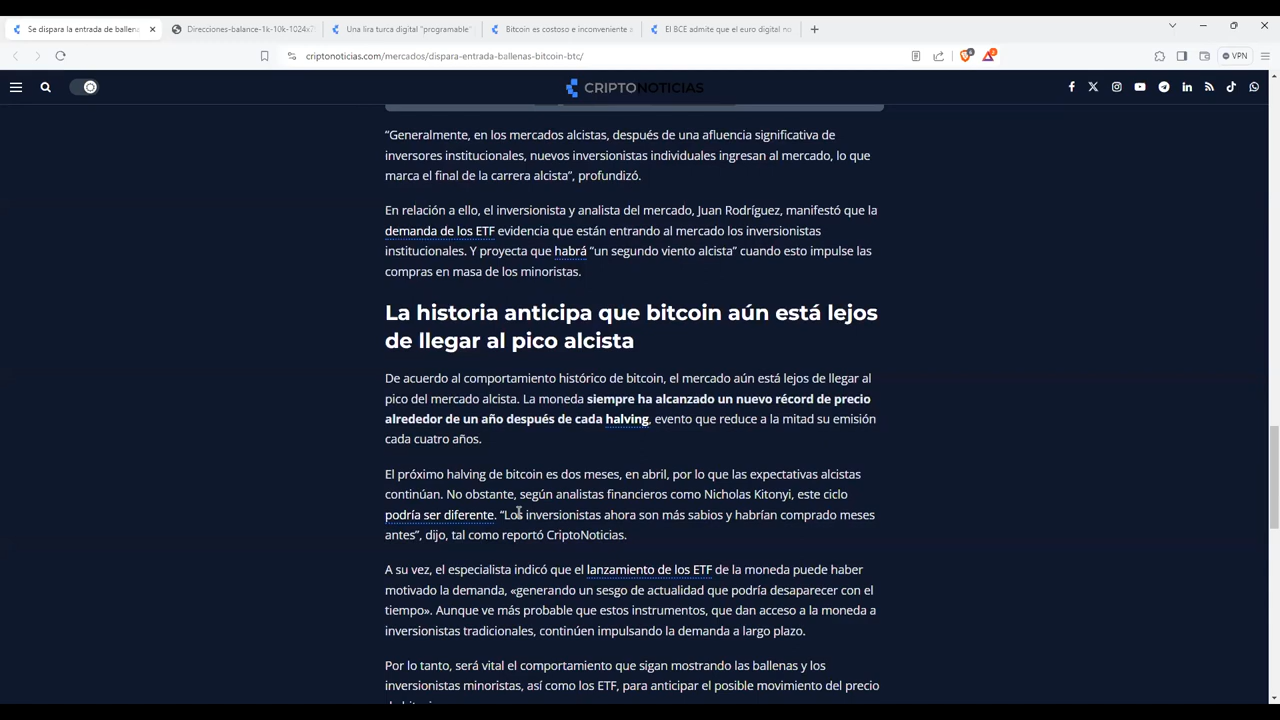 Se dispara la entrada de ballena
Direcciones-balance-1k-10k-1024x7
Una lira turca digital "programable"
Bitcoin es costoso e inconveniente a
El BCE admite que el euro digital no
criptonoticias.com/mercados/dispara-entrada-ballenas-bitcoin-btc/
VPN
CRIPTONOTICIAS
“Generalmente, en los mercados alcistas, después de una afluencia significativa de
inversores institucionales, nuevos inversionistas individuales ingresan al mercado, lo que
marca el final de la carrera alcista”, profundizó.
En relación a ello, el inversionista y analista del mercado, Juan Rodríguez, manifestó que la
demanda de los ETF evidencia que están entrando al mercado los inversionistas
institucionales. Y proyecta que habrá “un segundo viento alcista” cuando esto impulse las
compras en masa de los minoristas.
La historia anticipa que bitcoin aún está lejos
de llegar al pico alcista
De acuerdo al comportamiento histórico de bitcoin, el mercado aún está lejos de llegar al
pico del mercado alcista. La moneda siempre ha alcanzado un nuevo récord de precio
alrededor de un año después de cada halving, evento que reduce a la mitad su emisión
cada cuatro años.
El próximo halving de bitcoin es dos meses, en abril, por lo que las expectativas alcistas
continúan. No obstante, según analistas financieros como Nicholas Kitonyi, este ciclo
podría ser diferente. “Los inversionistas ahora son más sabios y habrían comprado meses
antes”, dijo, tal como reportó CriptoNoticias.
A su vez, el especialista indicó que el lanzamiento de los ETF de la moneda puede haber
motivado la demanda, «generando un sesgo de actualidad que podría desaparecer con el
tiempo». Aunque ve más probable que estos instrumentos, que dan acceso a la moneda a
inversionistas tradicionales, continúen impulsando la demanda a largo plazo.
Por lo tanto, será vital el comportamiento que sigan mostrando las ballenas y los
inversionistas minoristas, así como los ETF, para anticipar el posible movimiento del precio